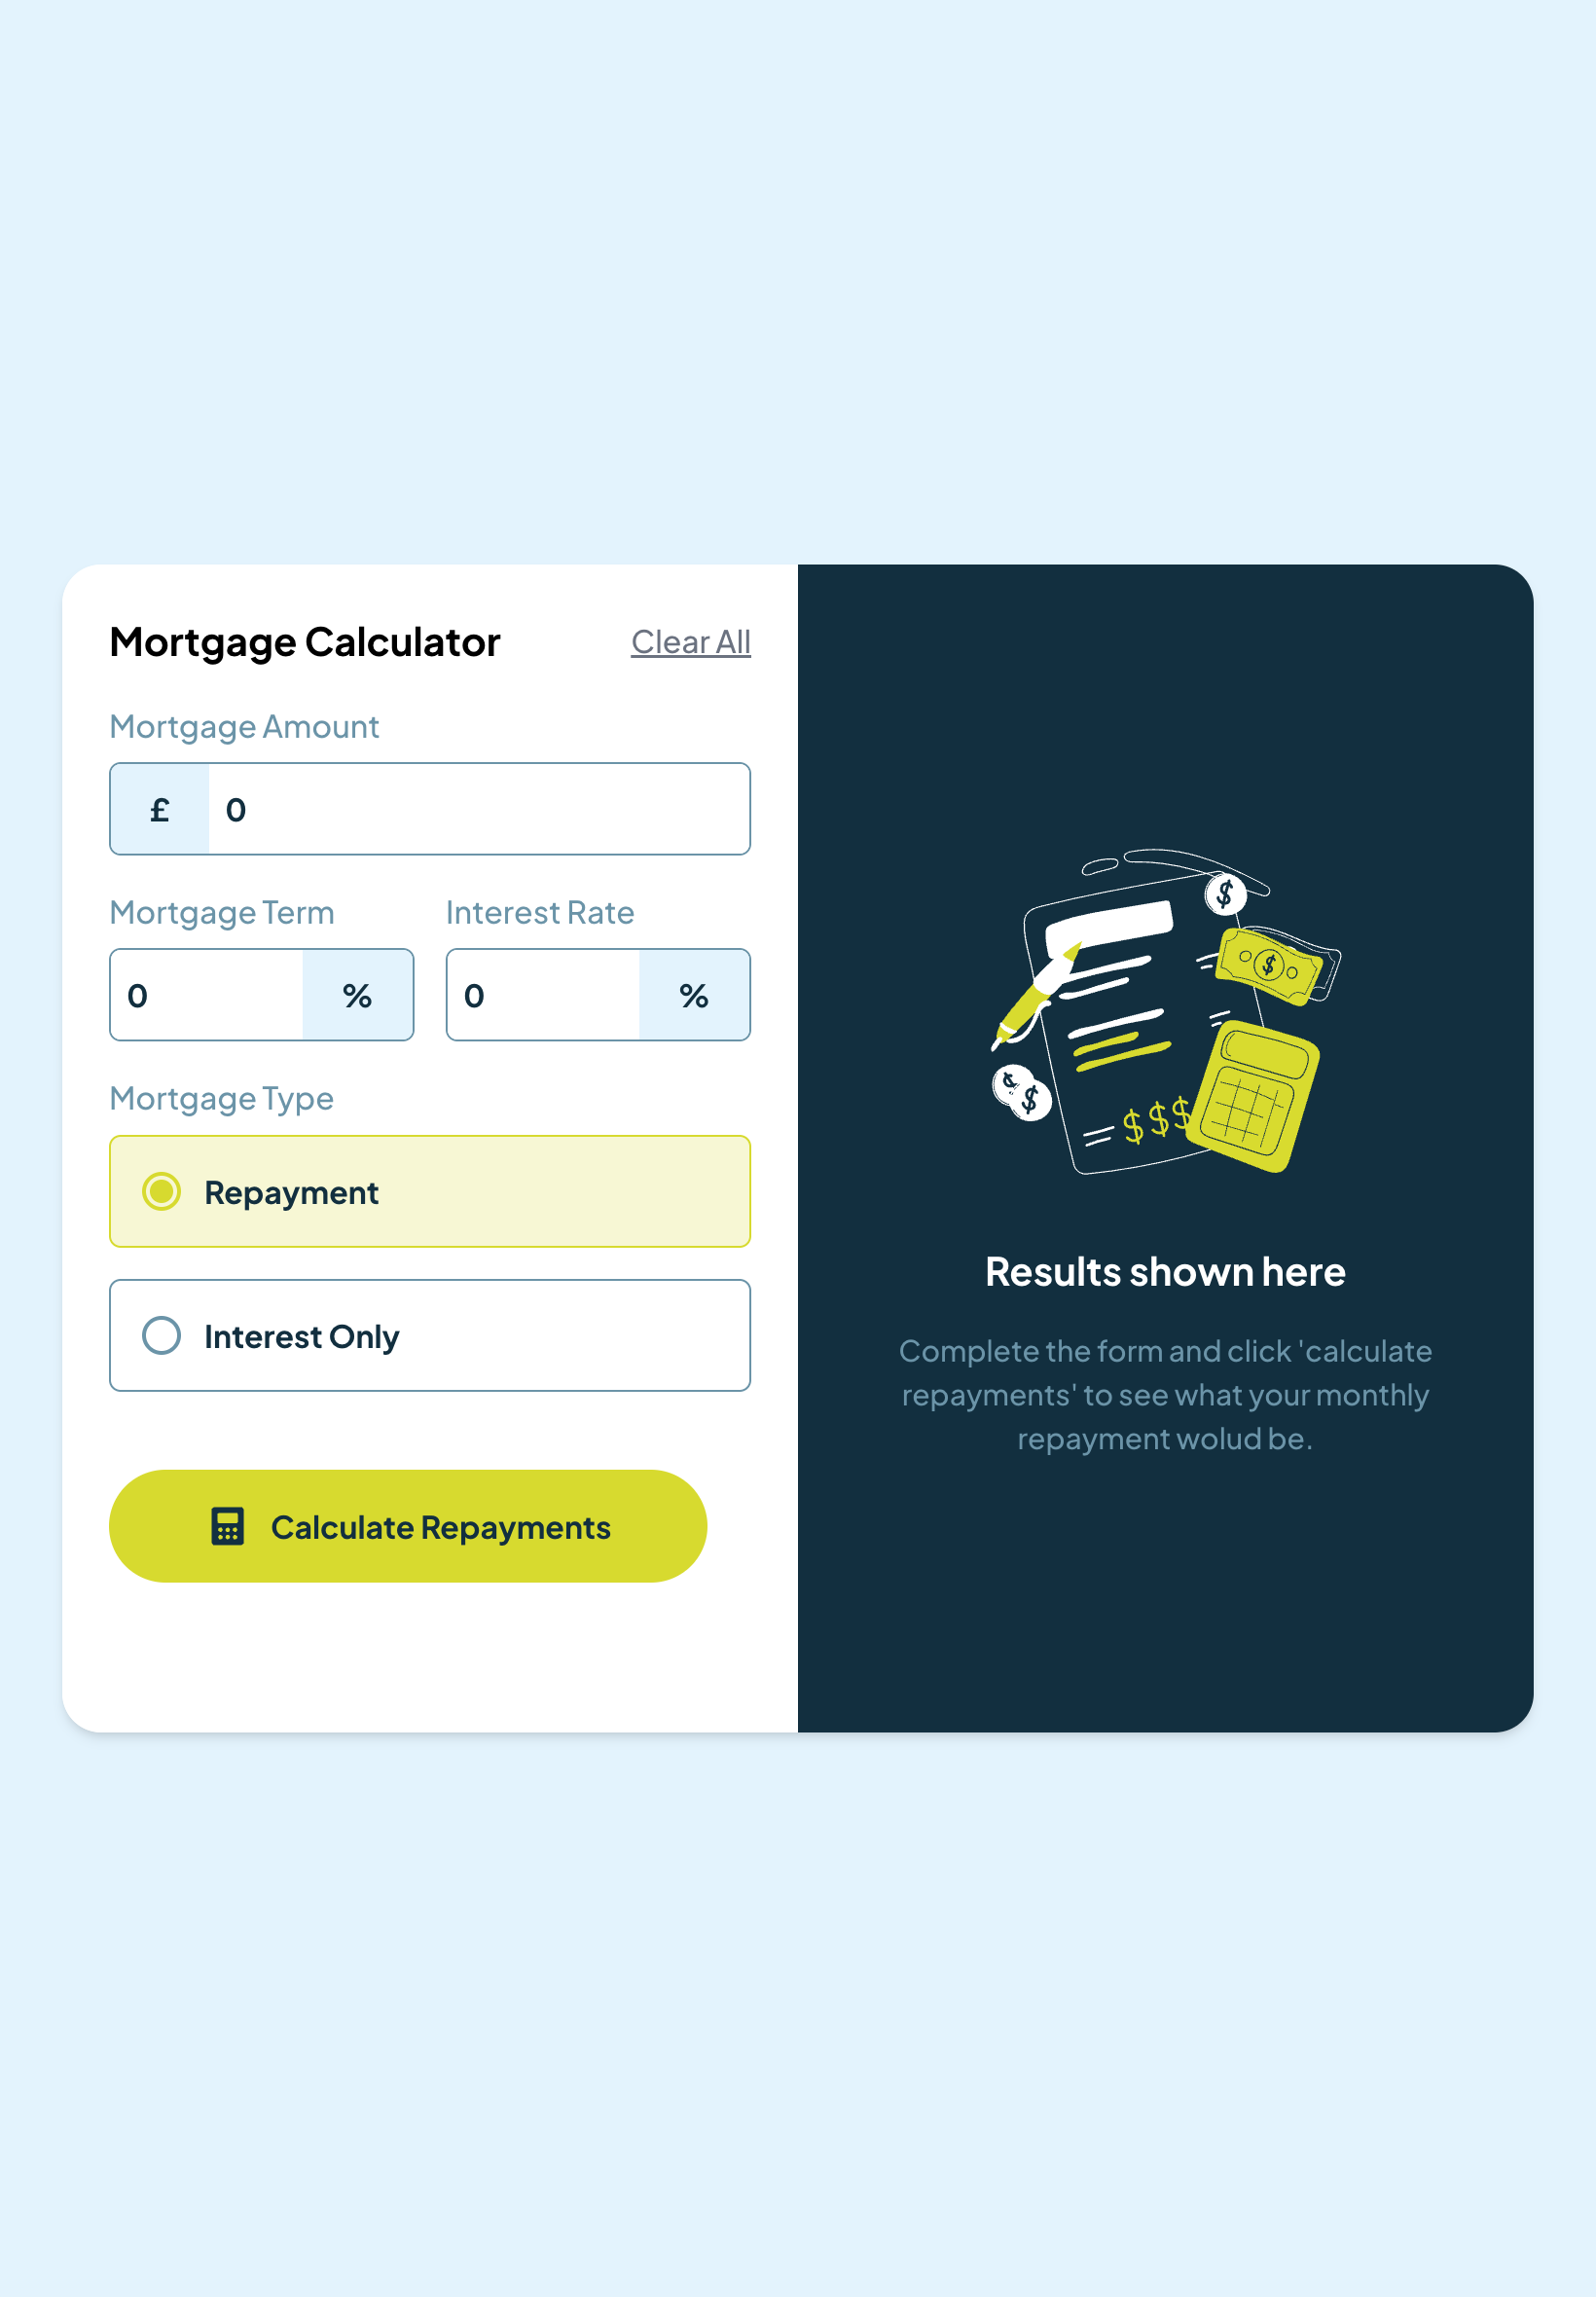 Mortgage Calculator
Clear All
Mortgage Amount
£ 0
Mortgage Term
Interest Rate
0 %
0 %
Mortgage Type
Repayment
Interest Only
Calculate Repayments
$
$
$ $
$$$
Results shown here
Complete the form and click 'calculate
repayments' to see what your monthly
repayment wolud be.